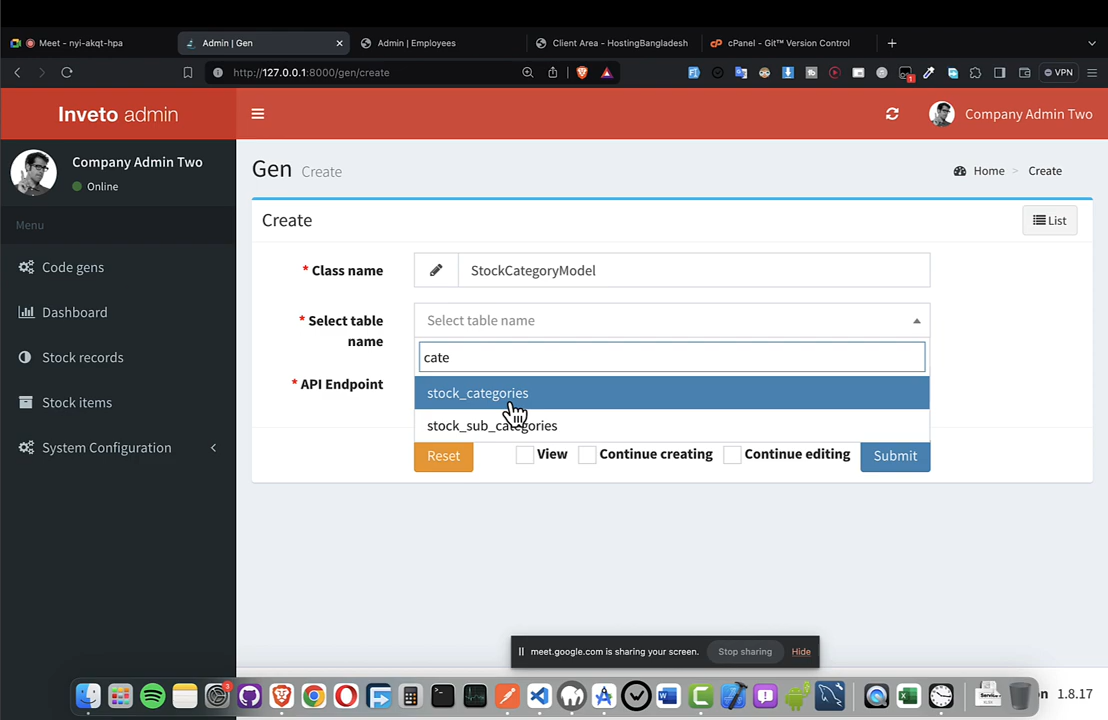 Meet - nyi-akqt-hpa
Admin | Gen
Admin | Employees
Client Area - HostingBangladesh
cPanel - Git™ Version Control
http://127.0.0.1:8000/gen/create
VPN
Inveto admin
Company Admin Two
Company Admin Two
Online
Menu
Code gens
Dashboard
Stock records
Stock items
System Configuration
Gen Create
Home > Create
Create
List
* Class name
StockCategoryModel
* Select table name
Select table name
cate
stock_categories
stock_sub_categories
* API Endpoint
Reset
View
Continue creating
Continue editing
Submit
meet.google.com is sharing your screen.
Stop sharing
Hide
1.8.17